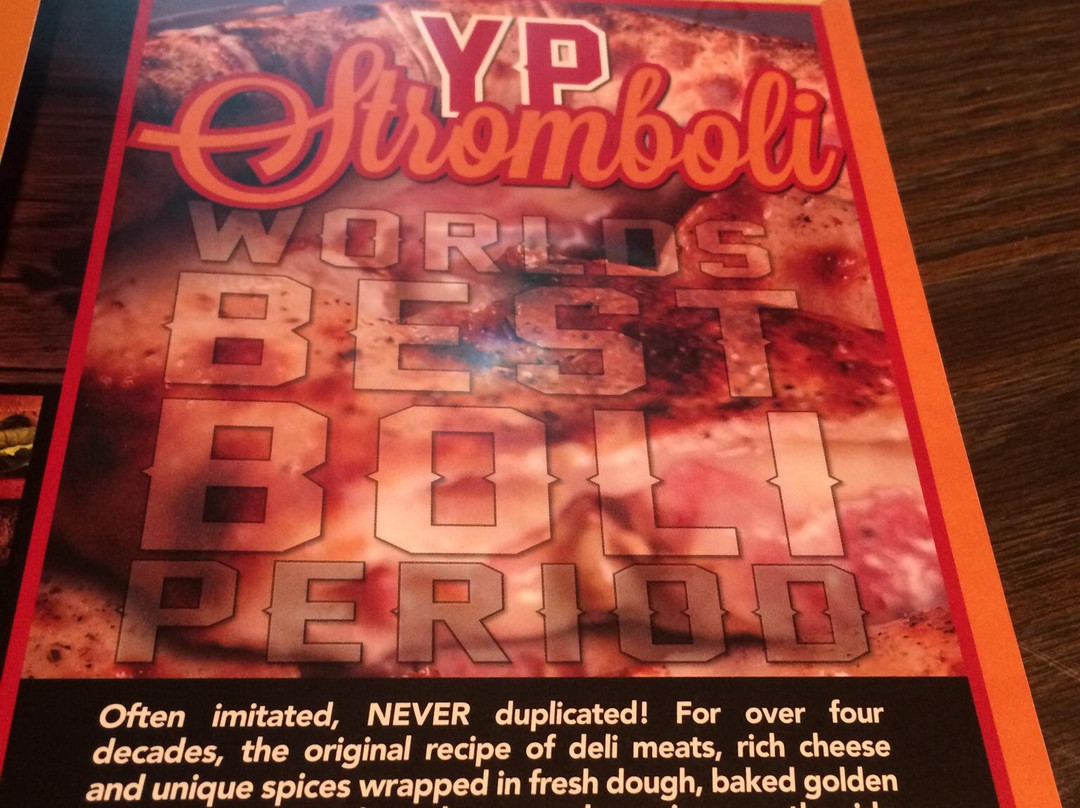 YP
Stromboli
WORLDS
BEST
BOLI
PERIOD
Often imitated, NEVER duplicated! For over four
decades, the original recipe of deli meats, rich cheese
and unique spices wrapped in fresh dough, baked golden